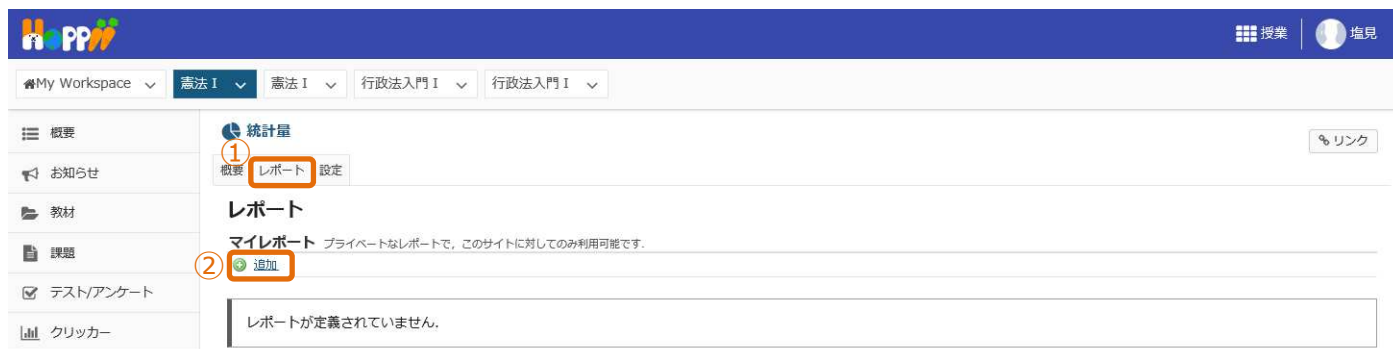 Hoppii 授業 塩見
My Workspace 憲法 I 憲法 I 行政法入門 I 行政法入門 I
概要
お知らせ
教材
課題
テスト/アンケート
クリッカー
統計量
リンク
①
概要 レポート 設定
レポート
マイレポート プライベートなレポートで，このサイトに対してのみ利用可能です.
② 追加
レポートが定義されていません.